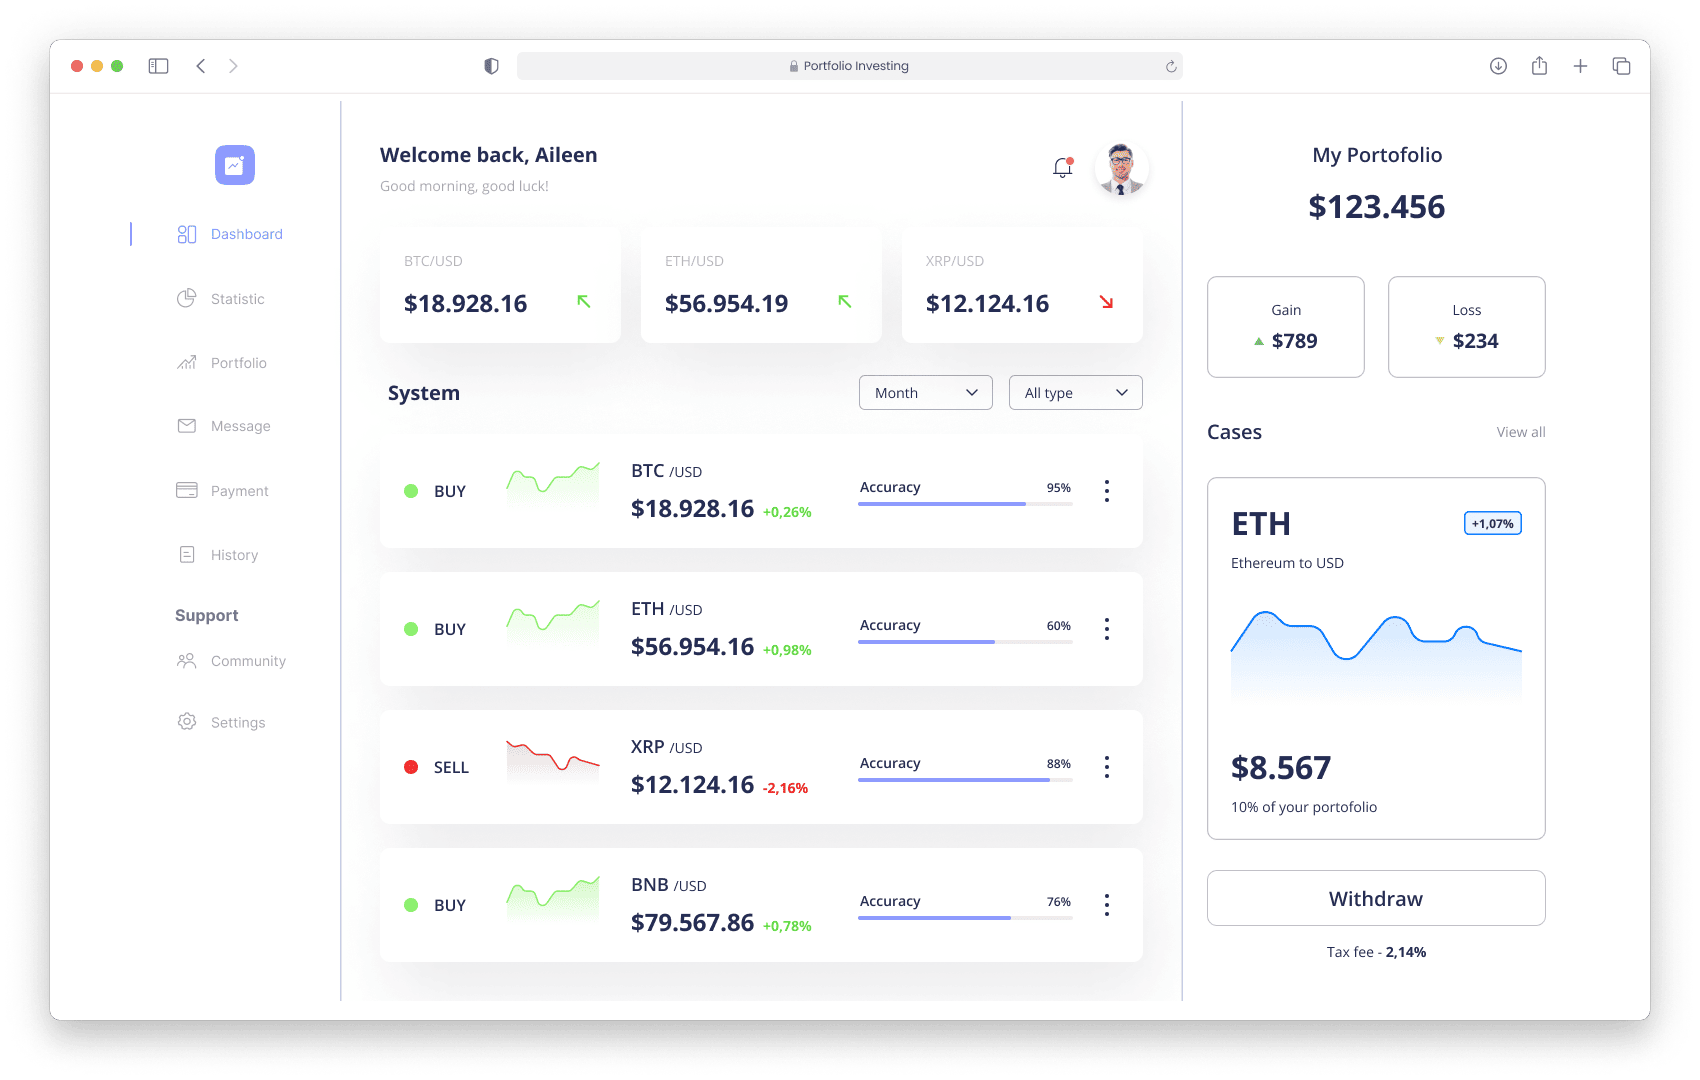 Portfolio Investing
Dashboard
Statistic
Portfolio
Message
Payment
History
Support
Community
Settings
Welcome back, Aileen
Good morning, good luck!
BTC/USD
$18.928.16
ETH/USD
$56.954.19
XRP/USD
$12.124.16
System
Month
All type
BUY
BTC /USD
$18.928.16 +0,26%
Accuracy 95%
BUY
ETH /USD
$56.954.16 +0,98%
Accuracy 60%
SELL
XRP /USD
$12.124.16 -2,16%
Accuracy 88%
BUY
BNB /USD
$79.567.86 +0,78%
Accuracy 76%
My Portofolio
$123.456
Gain
$789
Loss
$234
Cases
View all
ETH
+1,07%
Ethereum to USD
$8.567
10% of your portofolio
Withdraw
Tax fee - 2,14%